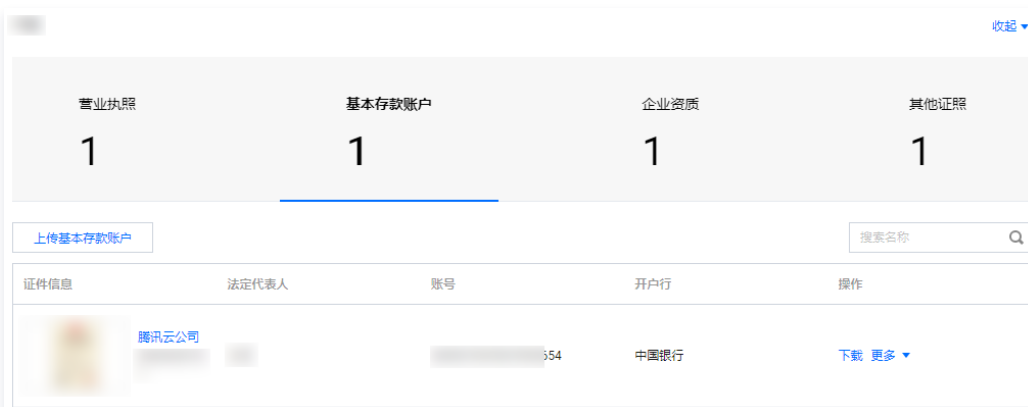 收起
营业执照 基本存款账户 企业资质 其他证照
1 1 1 1
上传基本存款账户 搜索名称
证件信息 法定代表人 账号 开户行 操作
腾讯云公司
554 中国银行 下载 更多